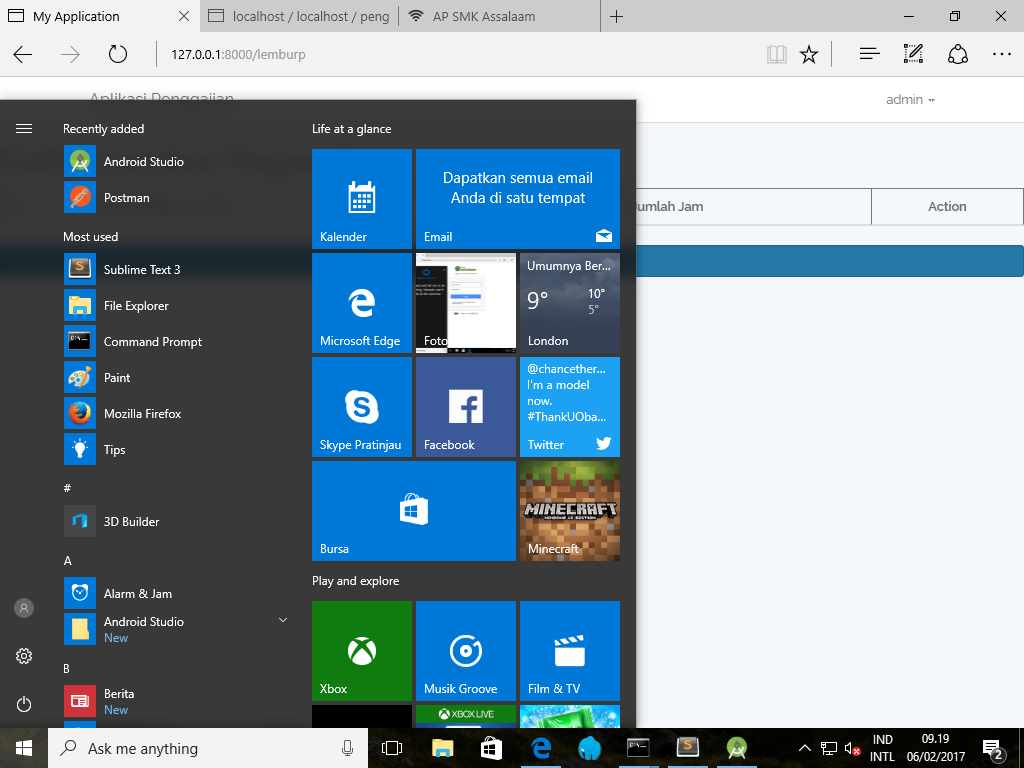 My Application
localhost / localhost / peng
AP SMK Assalaam
127.0.0.1:8000/lemburp
Aplikasi Penggajian
admin
Recently added
Android Studio
Postman
Most used
Sublime Text 3
File Explorer
Command Prompt
Paint
Mozilla Firefox
Tips
#
3D Builder
A
Alarm & Jam
Android Studio
New
B
Berita
New
Life at a glance
Kalender
Dapatkan semua email
Anda di satu tempat
Email
Microsoft Edge
Foto
Umumnya Ber...
9°
10°
5°
London
Skype Pratinjau
Facebook
@chancether...
I'm a model
now.
#ThankUOba...
Twitter
Bursa
MINECRAFT
WINDOWS 10 EDITION
Minecraft
Play and explore
Xbox
Musik Groove
Film & TV
XBOX LIVE
umlah Jam
Action
Ask me anything
IND
INTL
09.19
06/02/2017
2